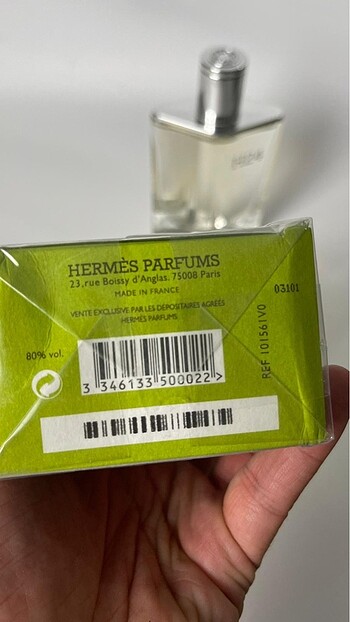 HERMÈS PARFUMS
23,rue Boissy d'Anglas. 75008 Paris
MADE IN FRANCE
03101
VENTE EXCLUSIVE PAR LES DÉPOSITAIRES AGRÉÉS
HERMÈS PARFUMS
80% vol.
REF 101561V0
3 346133 500022 >